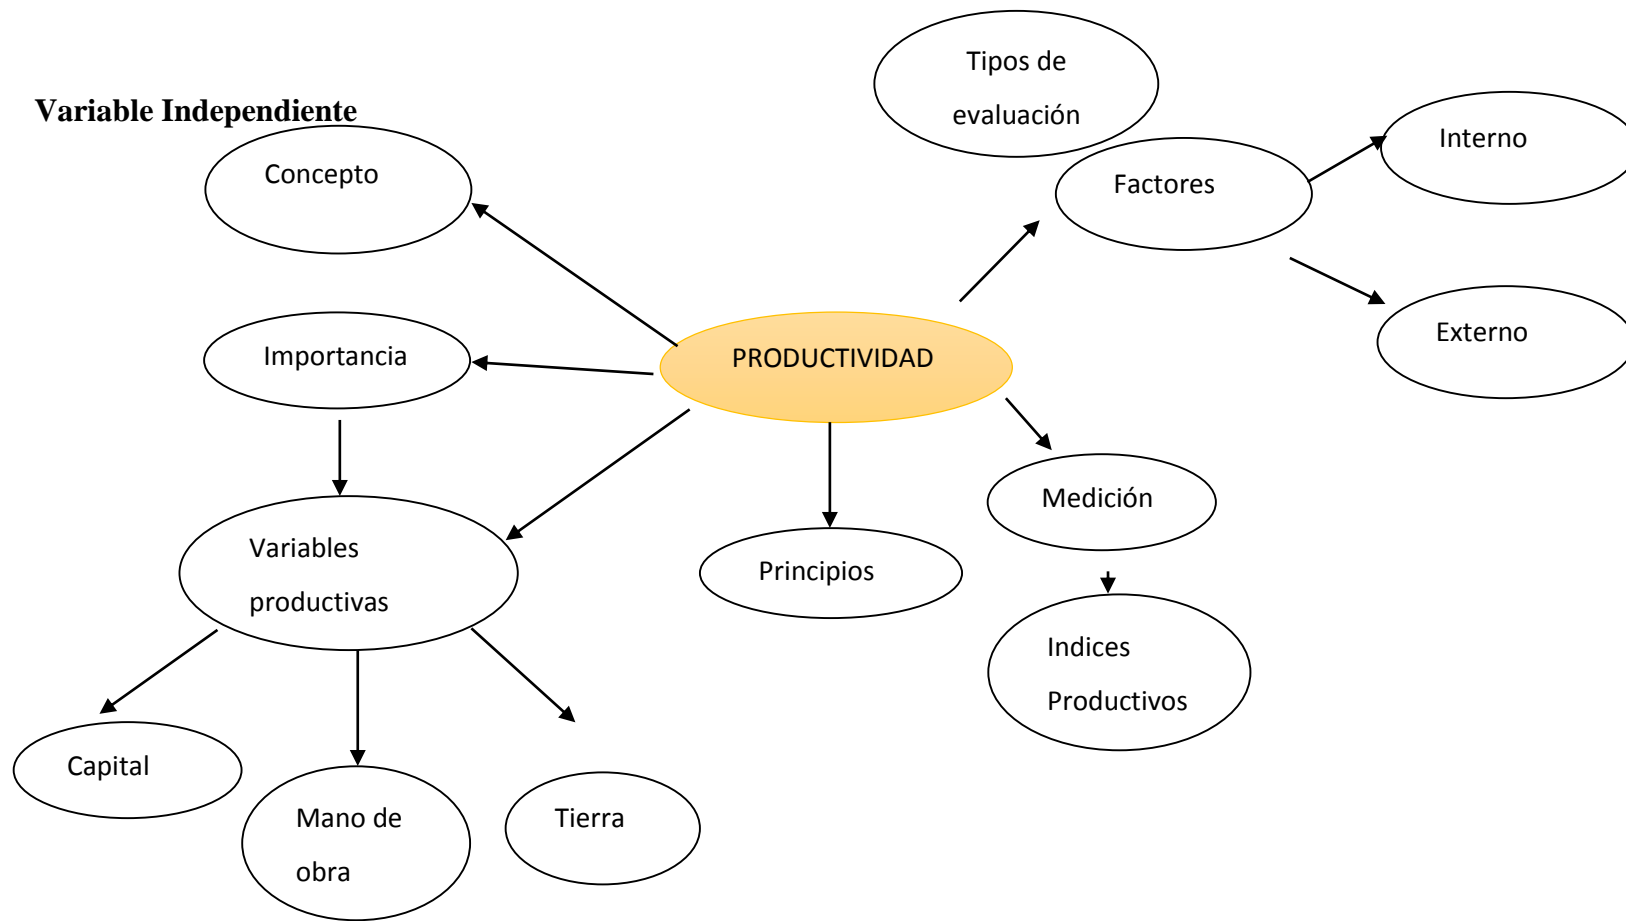 Variable Independiente
Tipos de
evaluación
Concepto
Factores
Interno
Importancia
PRODUCTIVIDAD
Externo
Variables
productivas
Principios
Medición
Indices
Productivos
Capital
Mano de
obra
Tierra